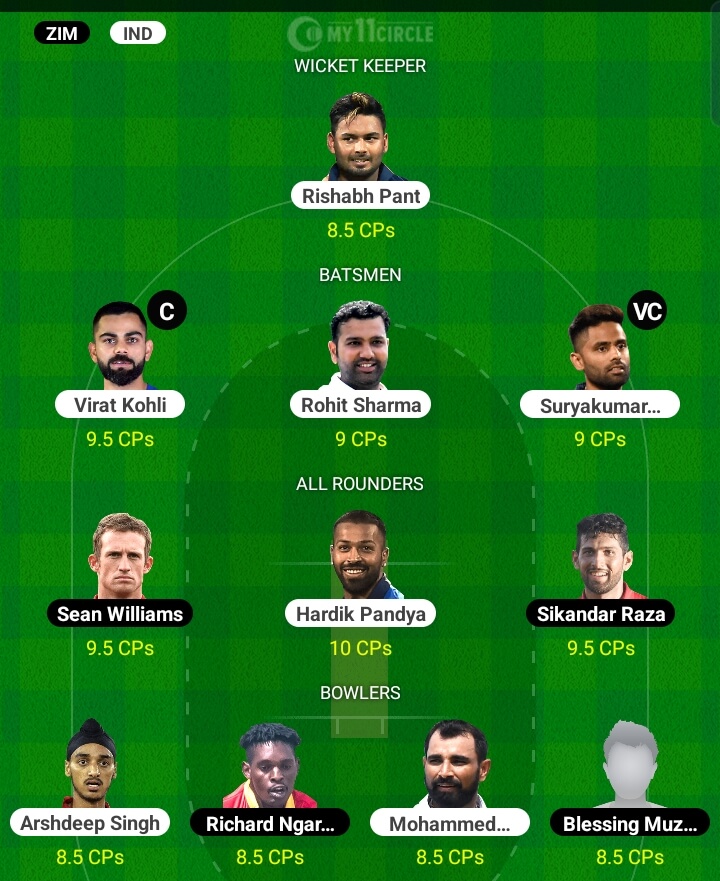 ZIM IND MY11CIRCLE
WICKET KEEPER
Rishabh Pant
8.5 CPs
BATSMEN
C VC
Virat Kohli Rohit Sharma Suryakumar...
9.5 CPs 9 CPs 9 CPs
ALL ROUNDERS
Sean Williams Hardik Pandya Sikandar Raza
9.5 CPs 10 CPs 9.5 CPs
BOWLERS
Arshdeep Singh Richard Ngar... Mohammed... Blessing Muz...
8.5 CPs 8.5 CPs 8.5 CPs 8.5 CPs